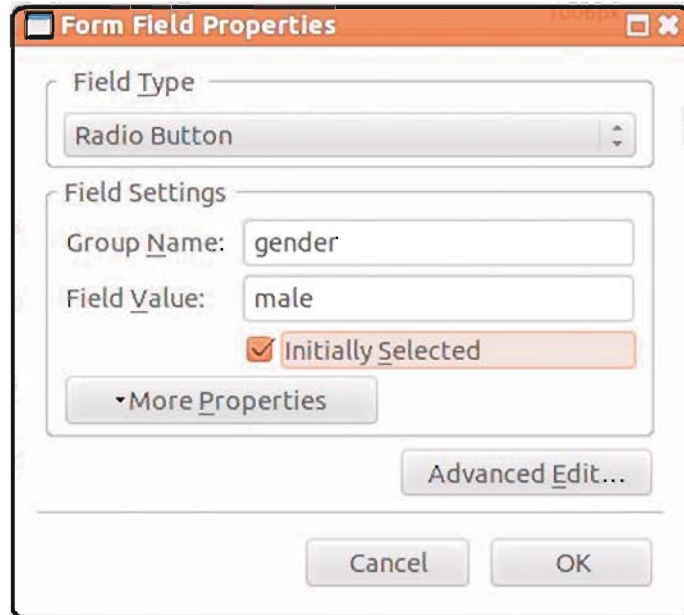 Form Field Properties
Field Type
Radio Button
Field Settings
Group Name: gender
Field Value: male
Initially Selected
More Properties
Advanced Edit...
Cancel OK